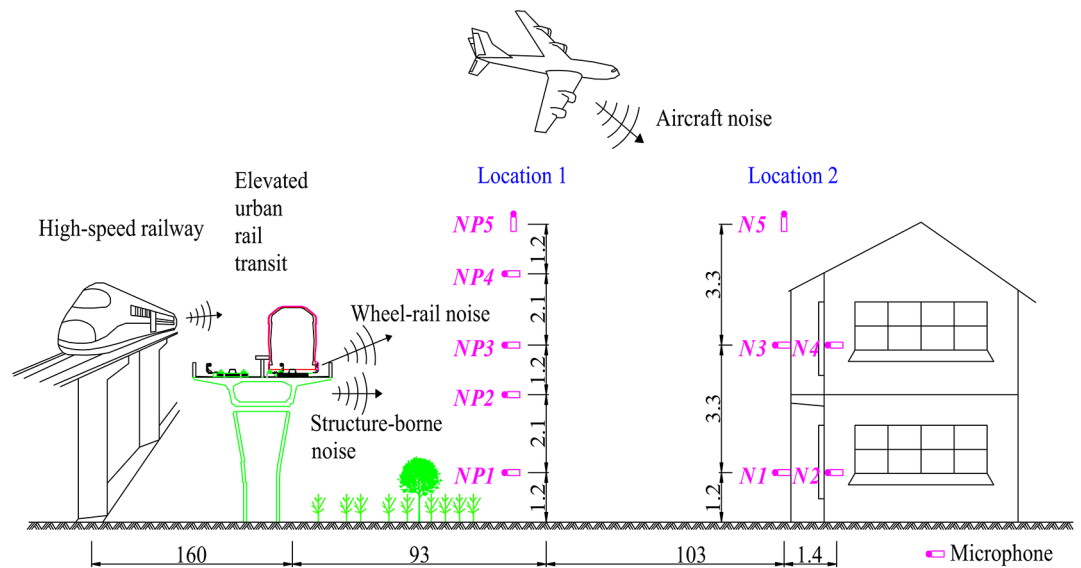 Aircraft noise
Location 1
Location 2
Elevated
urban
rail
transit
High-speed railway
NP5
N5
1.2
NP4
3.3
2.1
Wheel-rail noise
NP3
N3
N4
1.2
NP2
3.3
Structure-borne
noise
2.1
NP1
N1
N2
1.2
1.2
160
93
103
1.4
Microphone